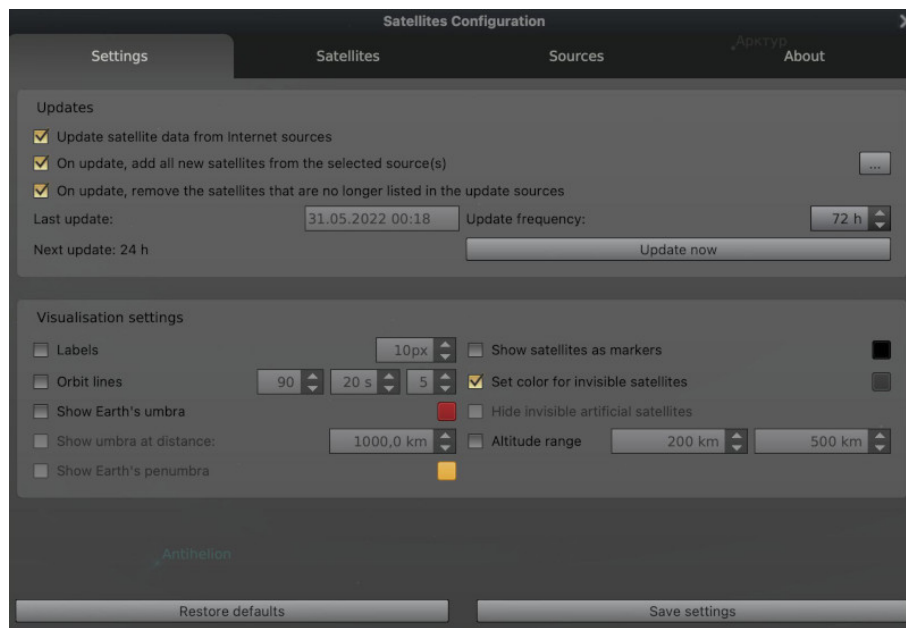 Satellites Configuration
Settings Satellites Sources About
Арктур
Updates
Update satellite data from Internet sources
On update, add all new satellites from the selected source(s) ...
On update, remove the satellites that are no longer listed in the update sources
Last update: 31.05.2022 00:18 Update frequency: 72 h
Next update: 24 h Update now
Visualisation settings
Labels 10px Show satellites as markers
Orbit lines 90 20 s 5 Set color for invisible satellites
Show Earth's umbra Hide invisible artificial satellites
Show umbra at distance: 1000,0 km Altitude range 200 km 500 km
Show Earth's penumbra
Antihelion
Restore defaults Save settings